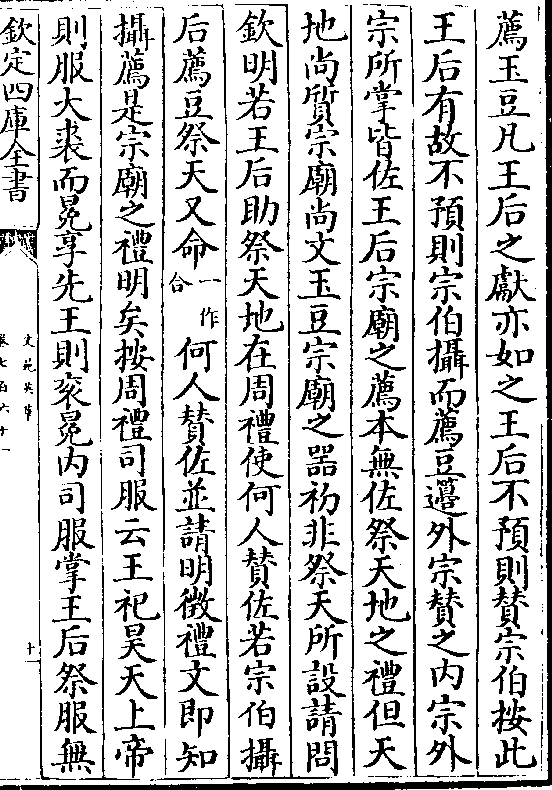 薦玉豆凡王后之獻亦如之王后不預則贊宗伯按此
王后有故不預則宗伯攝而薦豆籩外宗贊之内宗外
宗所掌皆佐王后宗廟之薦本無佐祭天地之禮但天
地尚質宗廟尚文玉豆宗廟之器初非祭天所設請問
欽明若王后助祭天地在周禮使何人贊佐若宗伯攝
后薦豆祭天又命一作合何人贊佐並請明徵禮文即知
攝薦是宗廟之禮明矣按周禮司服云王祀昊天上帝
則服大裘而冕享先王則衮冕内司服掌王后祭服無
欽定四庫全書
文苑英華
卷七百六十一
十一